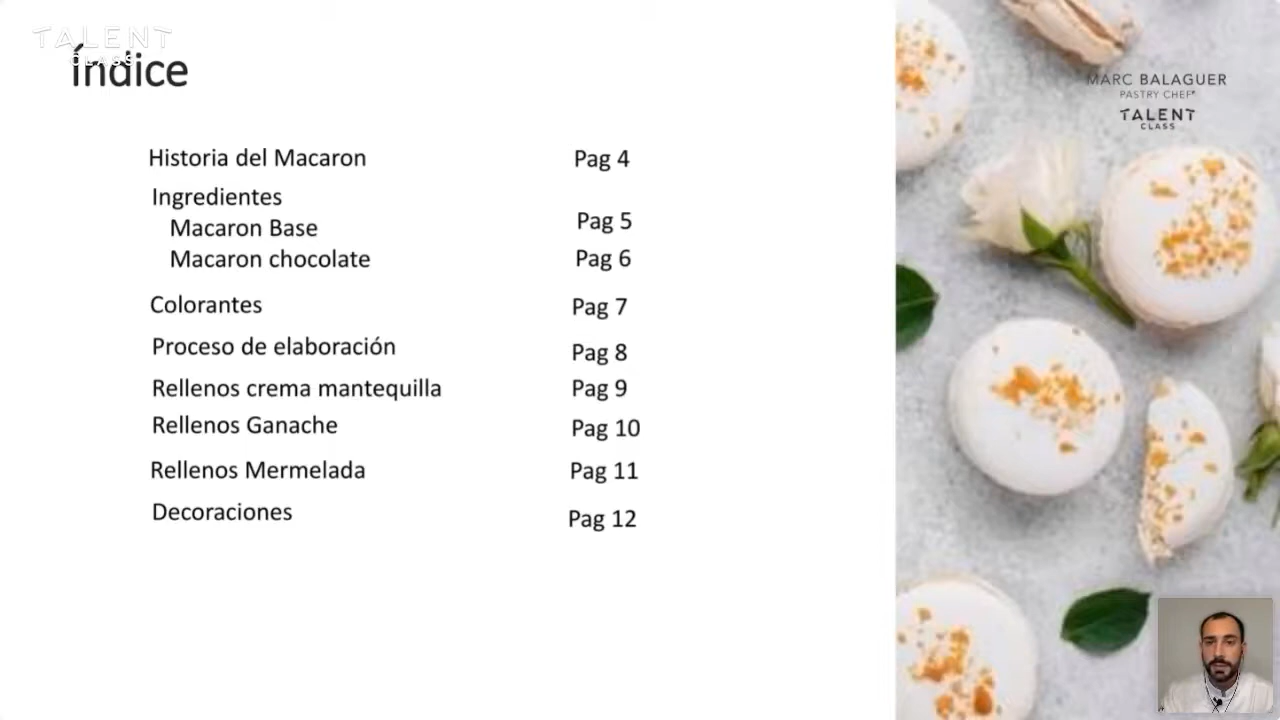 TALENT
CLASS
Índice
MARC BALAGUER
PASTRY CHEF®
TALENT
CLASS
Historia del Macaron Pag 4
Ingredientes
Macaron Base Pag 5
Macaron chocolate Pag 6
Colorantes Pag 7
Proceso de elaboración Pag 8
Rellenos crema mantequilla Pag 9
Rellenos Ganache Pag 10
Rellenos Mermelada Pag 11
Decoraciones Pag 12